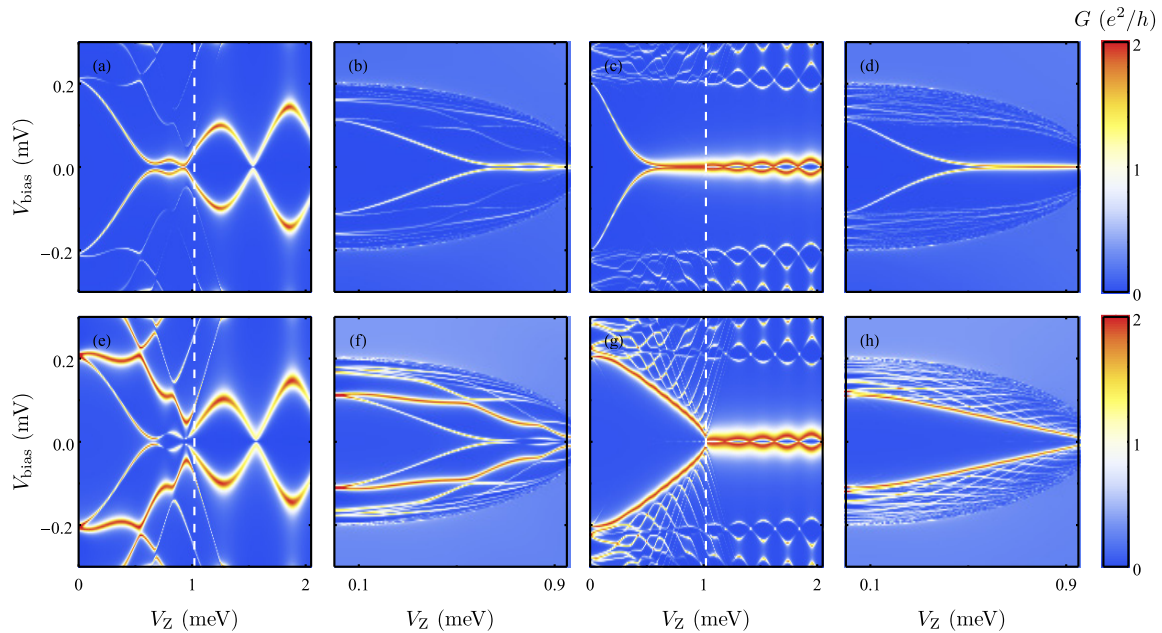 G (e²/h)
(a)
(b)
(c)
(d)
2
0.2
0.0
−0.2
V_bias (mV)
1
0
(e)
(f)
(g)
(h)
2
0.2
0.0
−0.2
V_bias (mV)
1
0
0 1 2
0.1 0.9
0 1 2
0.1 0.9
V_Z (meV)
V_Z (meV)
V_Z (meV)
V_Z (meV)